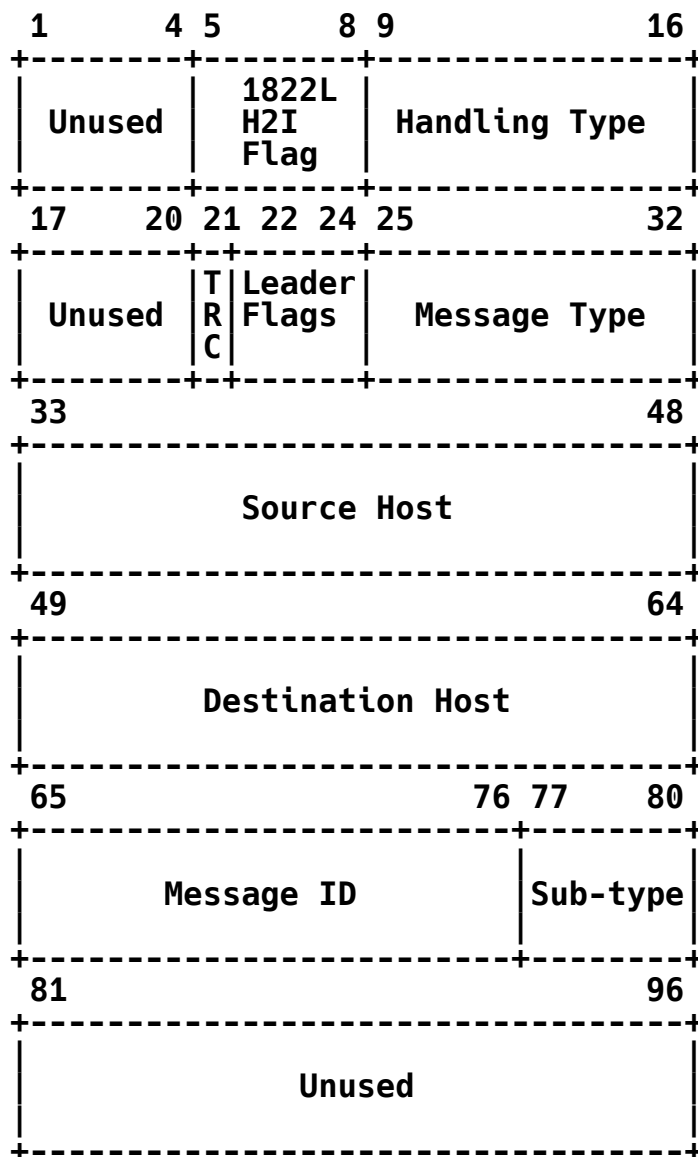 1 4 5 8 9 16
+--------+--------+----------------+
| | 1822L | |
| Unused | H2I | Handling Type |
| | Flag | |
+--------+--------+----------------+
17 20 21 22 24 25 32
+--------+-+------+----------------+
| |T|Leader| |
| Unused |R|Flags | Message Type |
| |C| | |
+--------+-+------+----------------+
33 48
+----------------------------------+
| |
| Source Host |
| |
+----------------------------------+
49 64
+----------------------------------+
| |
| Destination Host |
| |
+----------------------------------+
65 76 77 80
+-------------------------+--------+
| | |
| Message ID |Sub-type|
| | |
+-------------------------+--------+
81 96
+----------------------------------+
| |
| Unused |
| |
+----------------------------------+